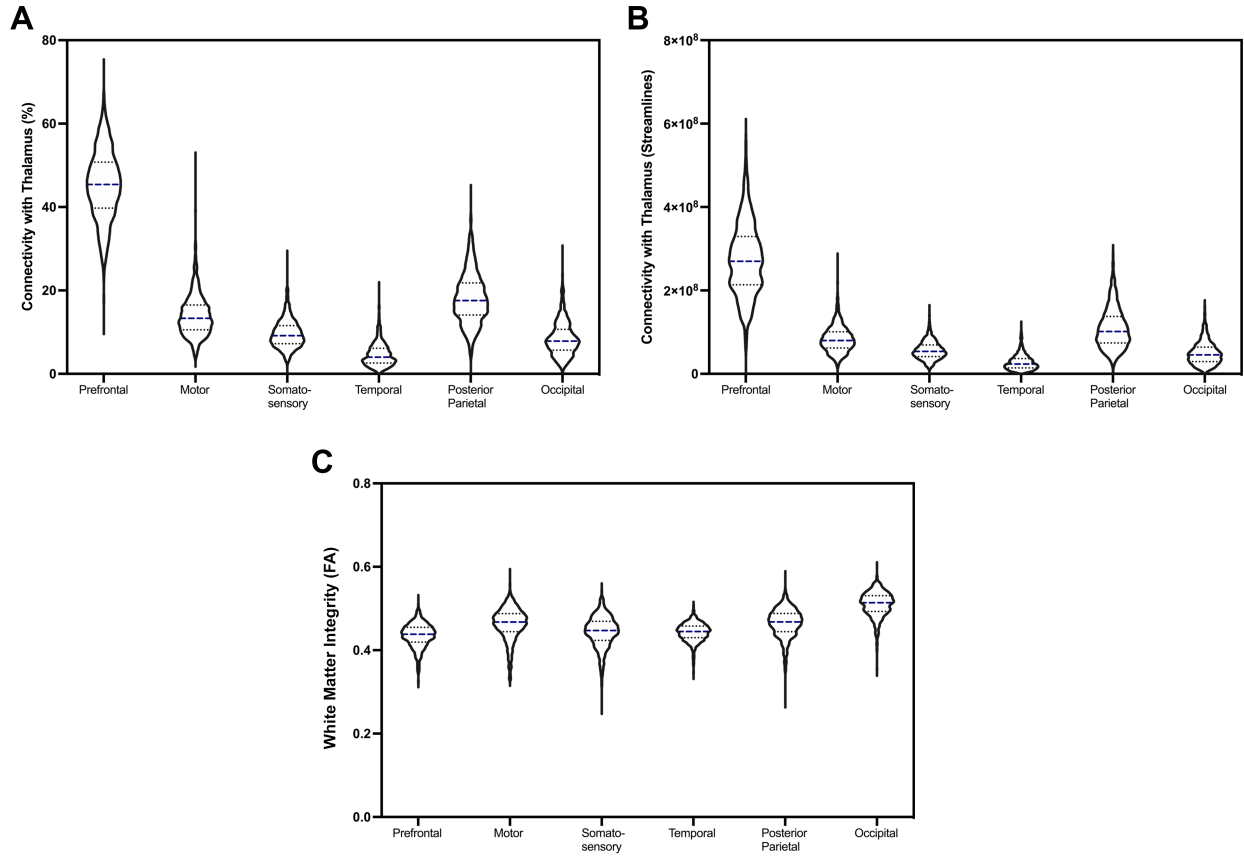 A
Connectivity with Thalamus (%)
80
60
40
20
0
Prefrontal
Motor
Somato-
sensory
Temporal
Posterior
Parietal
Occipital
B
Connectivity with Thalamus (Streamlines)
8×10⁸
6×10⁸
4×10⁸
2×10⁸
0
Prefrontal
Motor
Somato-
sensory
Temporal
Posterior
Parietal
Occipital
C
White Matter Integrity (FA)
0.8
0.6
0.4
0.2
0.0
Prefrontal
Motor
Somato-
sensory
Temporal
Posterior
Parietal
Occipital